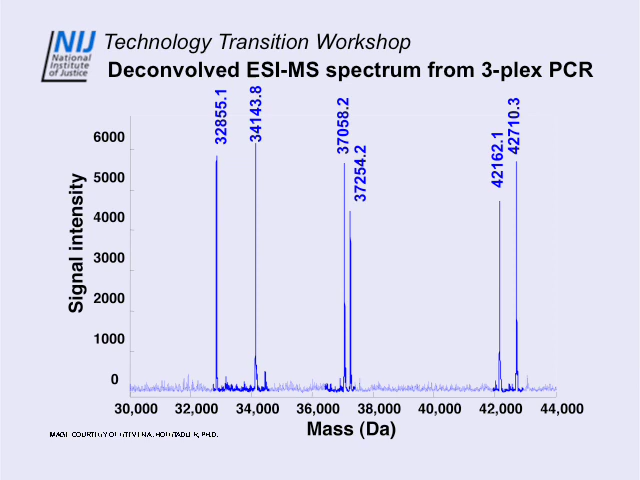 NIJ
National
Institute
of Justice
Technology Transition Workshop
Deconvolved ESI-MS spectrum from 3-plex PCR
32855.1
34143.8
37058.2
37254.2
42162.1
42710.3
Signal intensity
6000
5000
4000
3000
2000
1000
0
30,000 32,000 34,000 36,000 38,000 40,000 42,000 44,000
Mass (Da)
COURTESY PH.D.